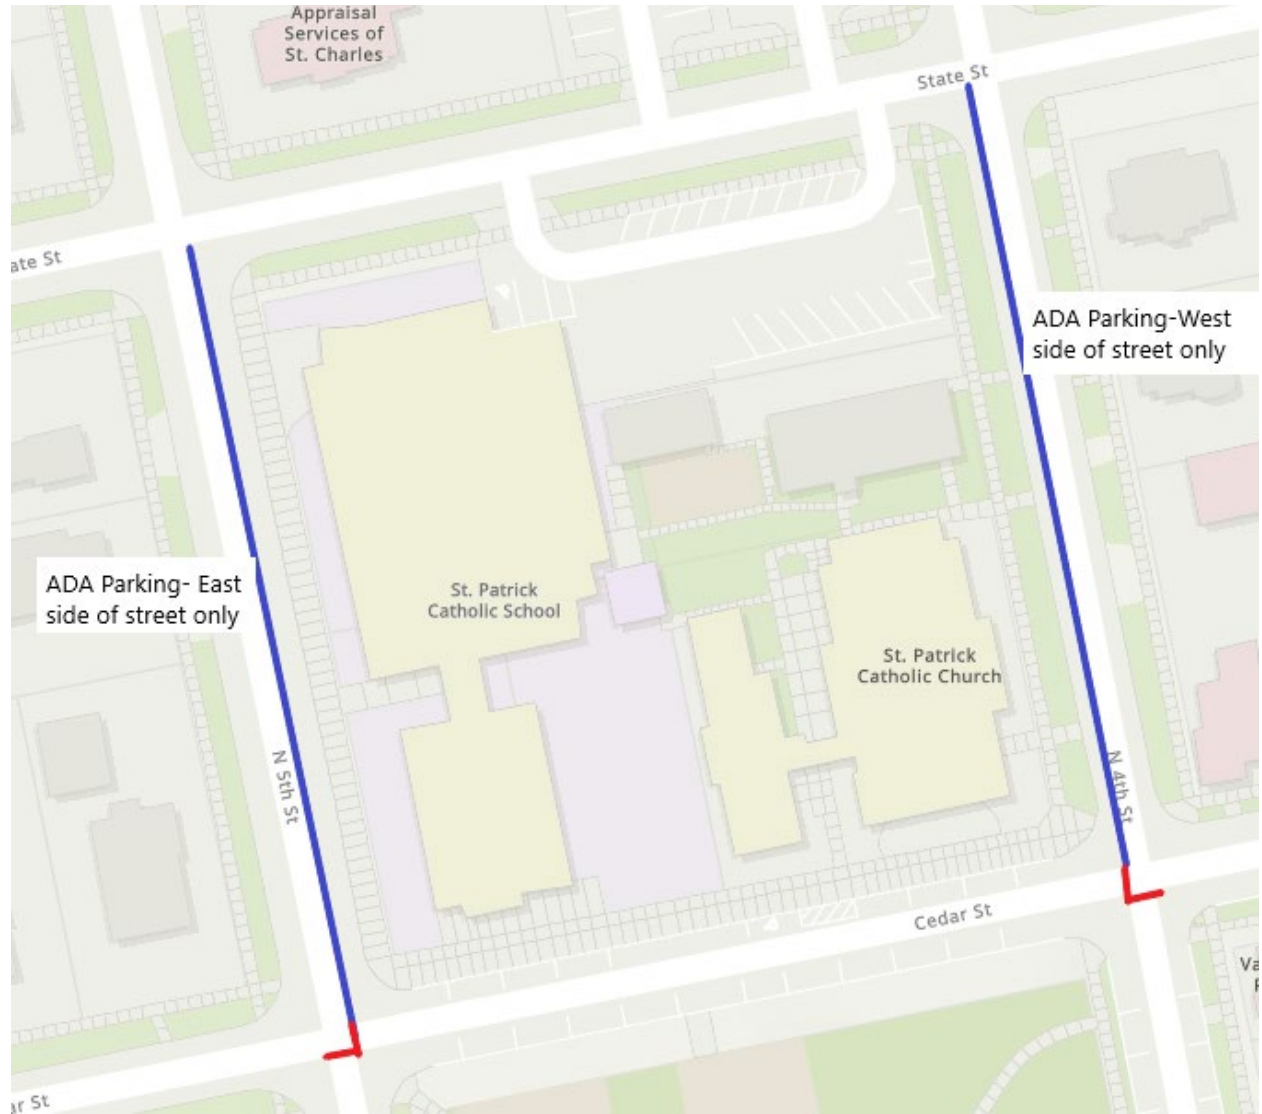 Appraisal
Services of
St. Charles
State St
ate St
ADA Parking-West
side of street only
ADA Parking- East
side of street only
St. Patrick
Catholic School
St. Patrick
Catholic Church
N 5th St
N 4th St
Cedar St
Va
ar St